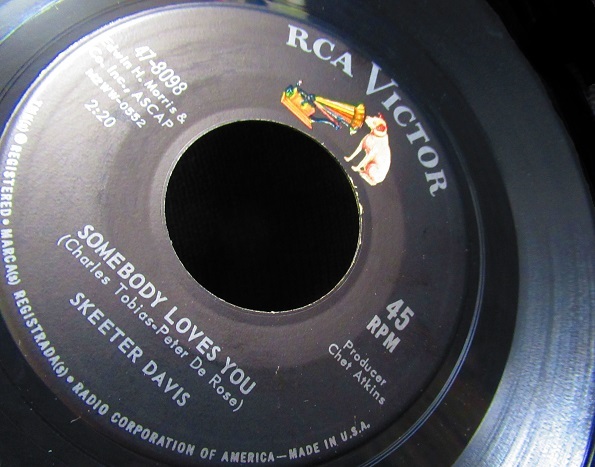 RCA VICTOR
47-8098
Edwin H. Morris &
Co., Inc.-ASCAP
2:20
45
RPM
Producer
Chet Atkins
SOMEBODY LOVES YOU
(Charles Tobias-Peter De Rose)
SKEETER DAVIS
REGISTERED • MARCA(s) REGISTRADA(s) • RADIO CORPORATION OF AMERICA—MADE IN U.S.A.